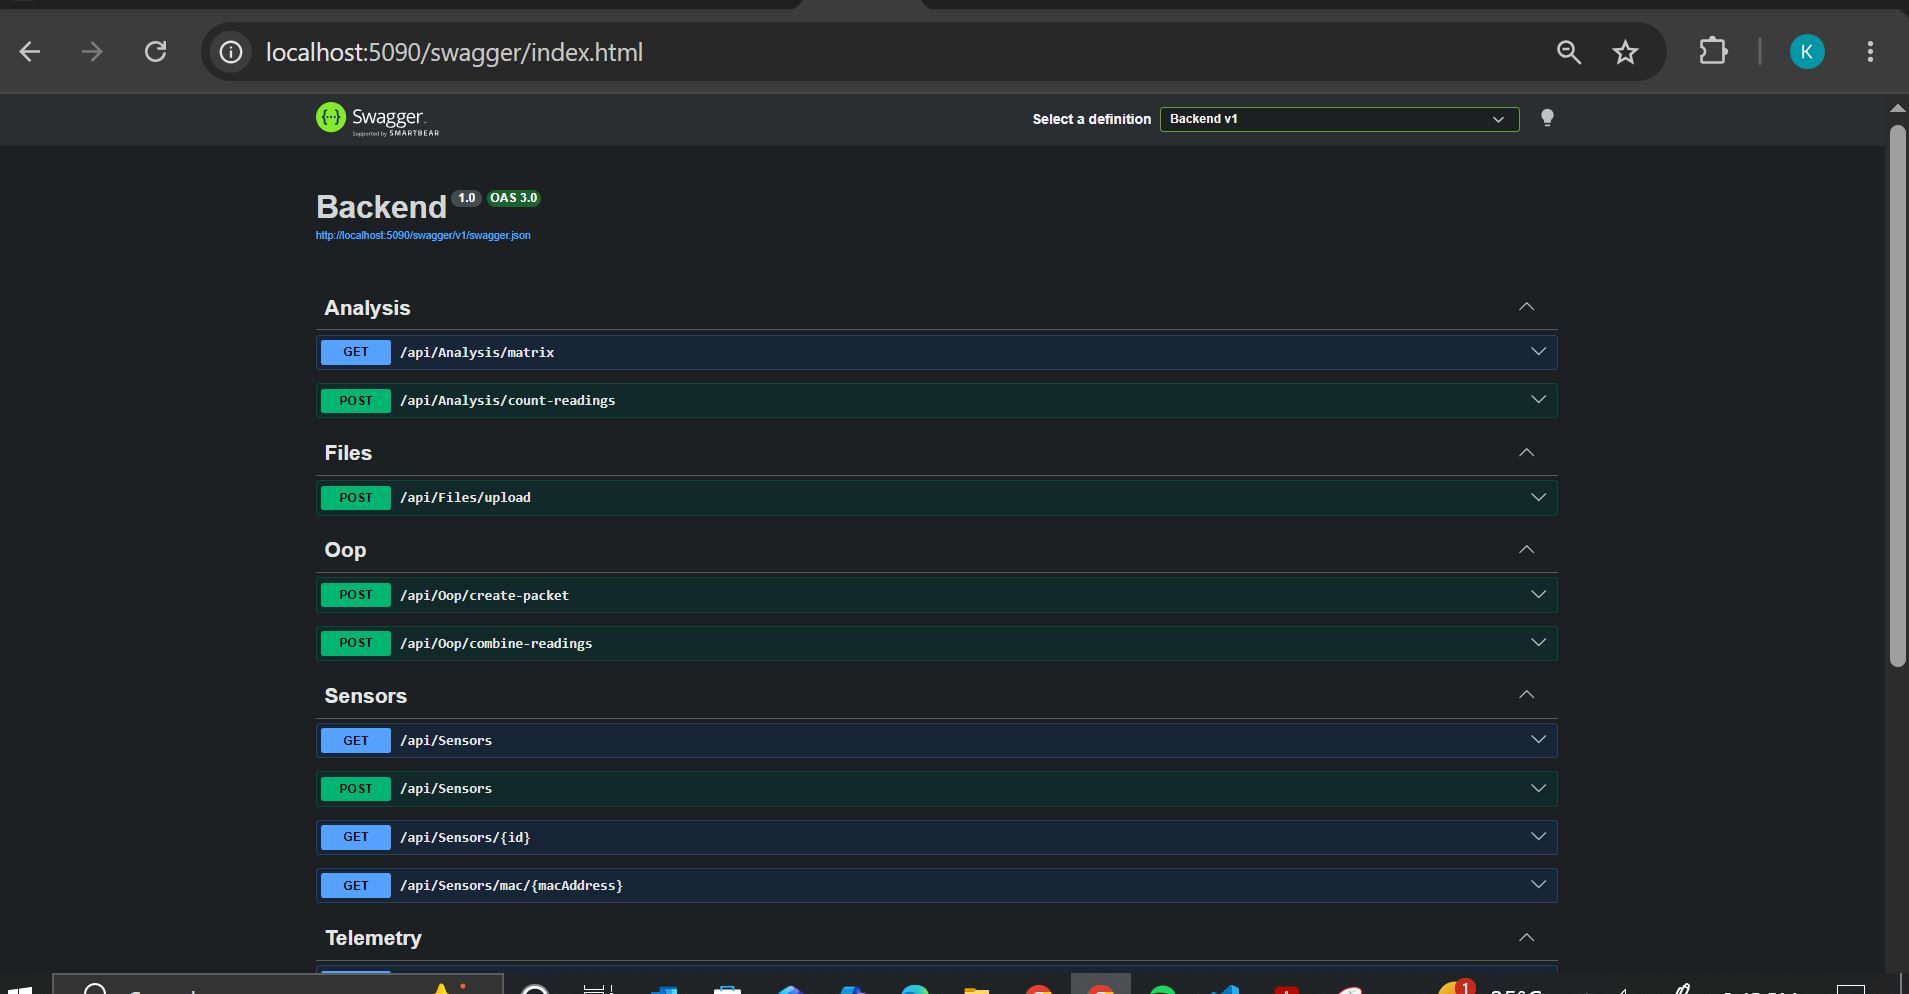 localhost:5090/swagger/index.html
K
Swagger
Supported by SMARTBEAR
Select a definition
Backend v1
Backend 1.0 OAS 3.0
http://localhost:5090/swagger/v1/swagger.json
Analysis
GET /api/Analysis/matrix
POST /api/Analysis/count-readings
Files
POST /api/Files/upload
Oop
POST /api/Oop/create-packet
POST /api/Oop/combine-readings
Sensors
GET /api/Sensors
POST /api/Sensors
GET /api/Sensors/{id}
GET /api/Sensors/mac/{macAddress}
Telemetry
1